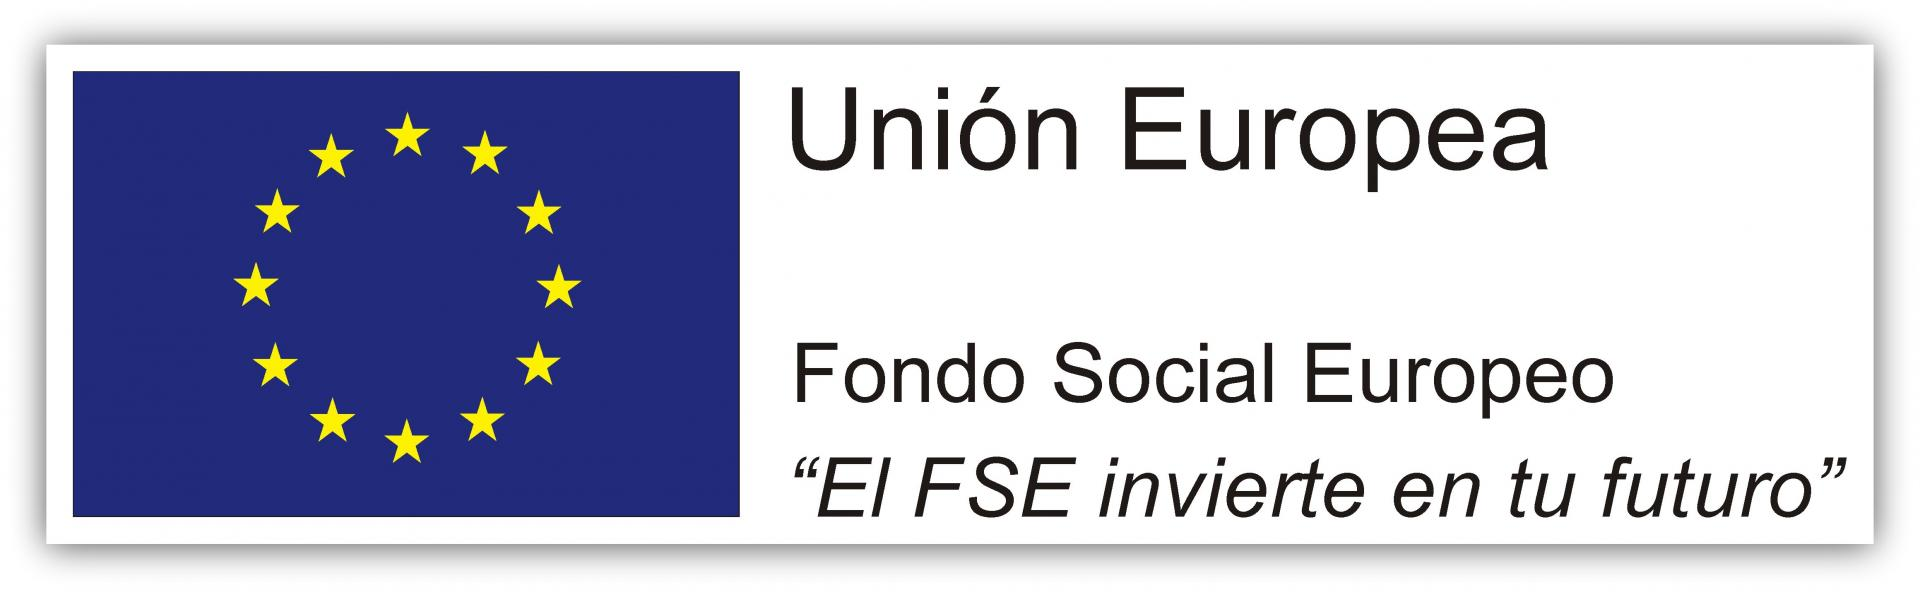 Unión Europea
Fondo Social Europeo
“El FSE invierte en tu futuro”